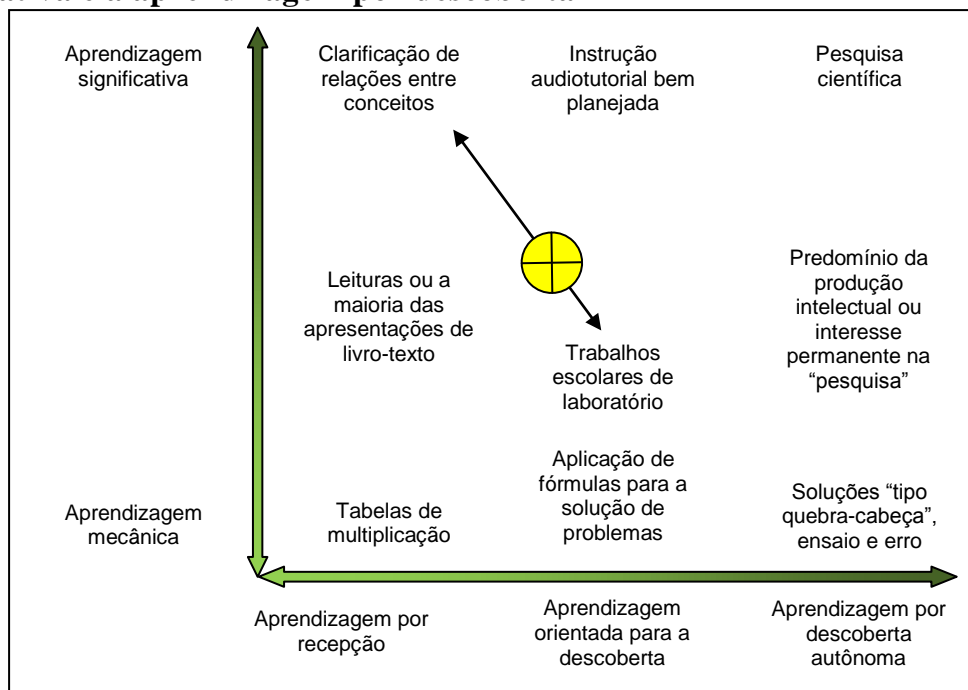 Aprendizagem
significativa
Clarificação de
relações entre
conceitos
Instrução
audiotutorial bem
planejada
Pesquisa
científica
Leituras ou a
maioria das
apresentações de
livro-texto
Trabalhos
escolares de
laboratório
Predomínio da
produção
intelectual ou
interesse
permanente na
“pesquisa”
Aprendizagem
mecânica
Tabelas de
multiplicação
Aplicação de
fórmulas para a
solução de
problemas
Soluções “tipo
quebra-cabeça”,
ensaio e erro
Aprendizagem por
recepção
Aprendizagem
orientada para a
descoberta
Aprendizagem por
descoberta
autônoma